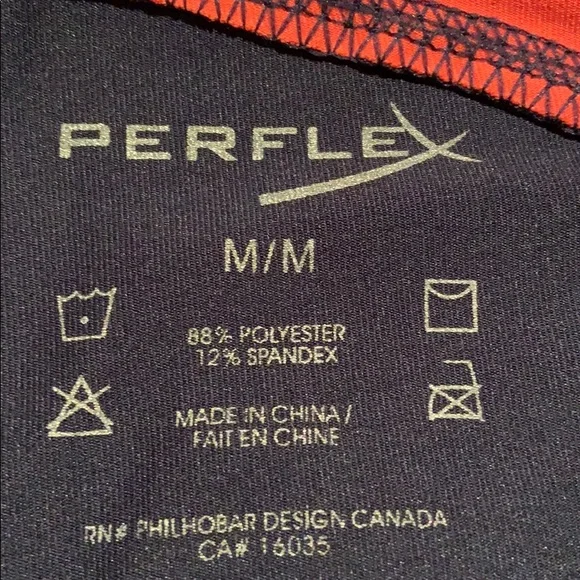 PERFLEX
M/M
88% POLYESTER
12% SPANDEX
MADE IN CHINA /
FAIT EN CHINE
RN# PHILHOBAR DESIGN CANADA
CA# 16035